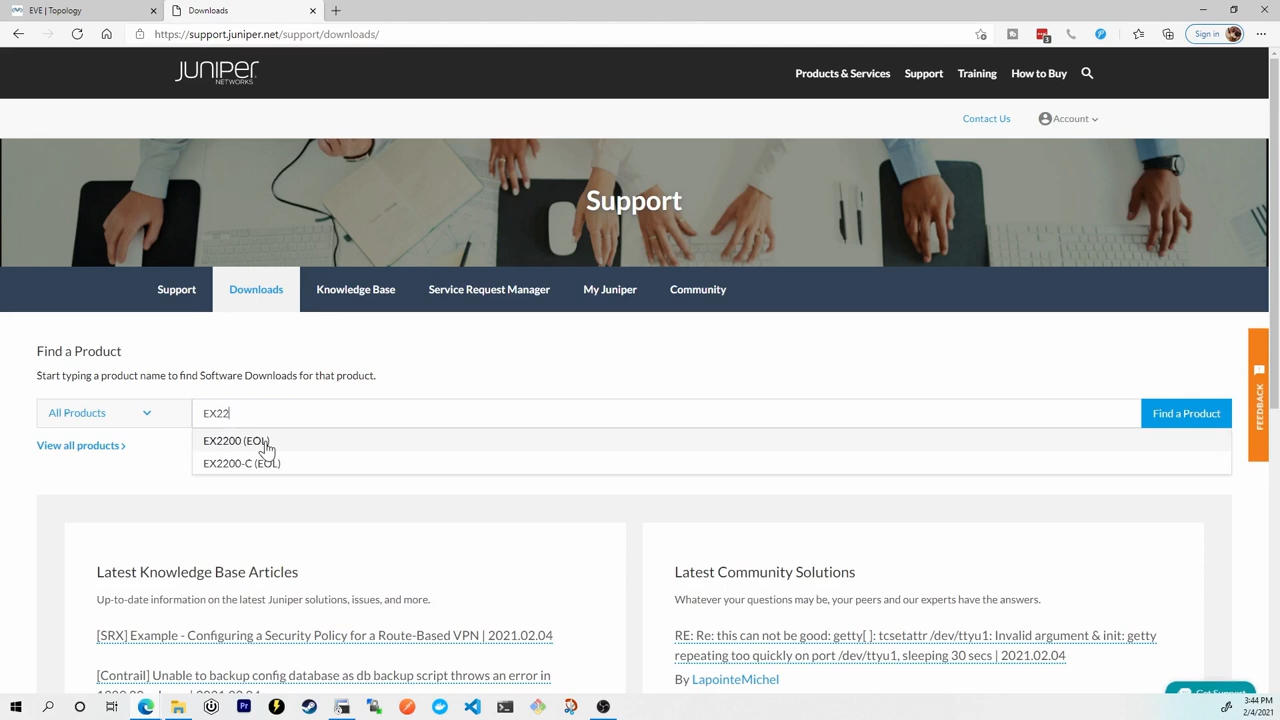 EVE | Topology
Downloads
https://support.juniper.net/support/downloads/
3
Sign in
JUNIPER
NETWORKS
Products & Services
Support
Training
How to Buy
Contact Us
Account
Support
Support
Downloads
Knowledge Base
Service Request Manager
My Juniper
Community
Find a Product
Start typing a product name to find Software Downloads for that product.
All Products
EX22
Find a Product
EX2200 (EOL)
View all products >
EX2200-C (EOL)
FEEDBACK
Latest Knowledge Base Articles
Up-to-date information on the latest Juniper solutions, issues, and more.
[SRX] Example - Configuring a Security Policy for a Route-Based VPN | 2021.02.04
[Contrail] Unable to backup config database as db backup script throws an error in
Latest Community Solutions
Whatever your questions may be, your peers and our experts have the answers.
RE: Re: this can not be good: getty[ ]: tcsetattr /dev/ttyu1: Invalid argument & init: getty
repeating too quickly on port /dev/ttyu1, sleeping 30 secs | 2021.02.04
By LapointeMichel
Get Support
Pr
3:44 PM
2/4/2021